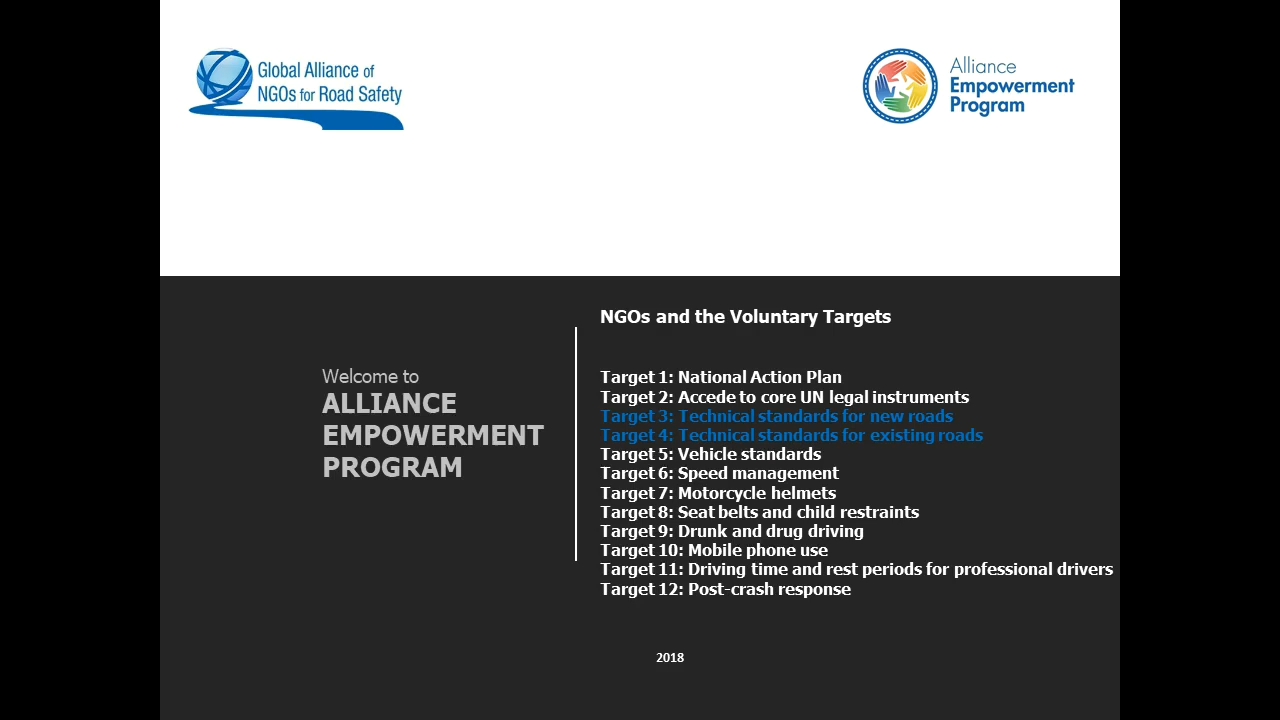 Global Alliance of
NGOs for Road Safety
Alliance
Empowerment
Program
Welcome to
ALLIANCE
EMPOWERMENT
PROGRAM
NGOs and the Voluntary Targets
Target 1: National Action Plan
Target 2: Accede to core UN legal instruments
Target 3: Technical standards for new roads
Target 4: Technical standards for existing roads
Target 5: Vehicle standards
Target 6: Speed management
Target 7: Motorcycle helmets
Target 8: Seat belts and child restraints
Target 9: Drunk and drug driving
Target 10: Mobile phone use
Target 11: Driving time and rest periods for professional drivers
Target 12: Post-crash response
2018